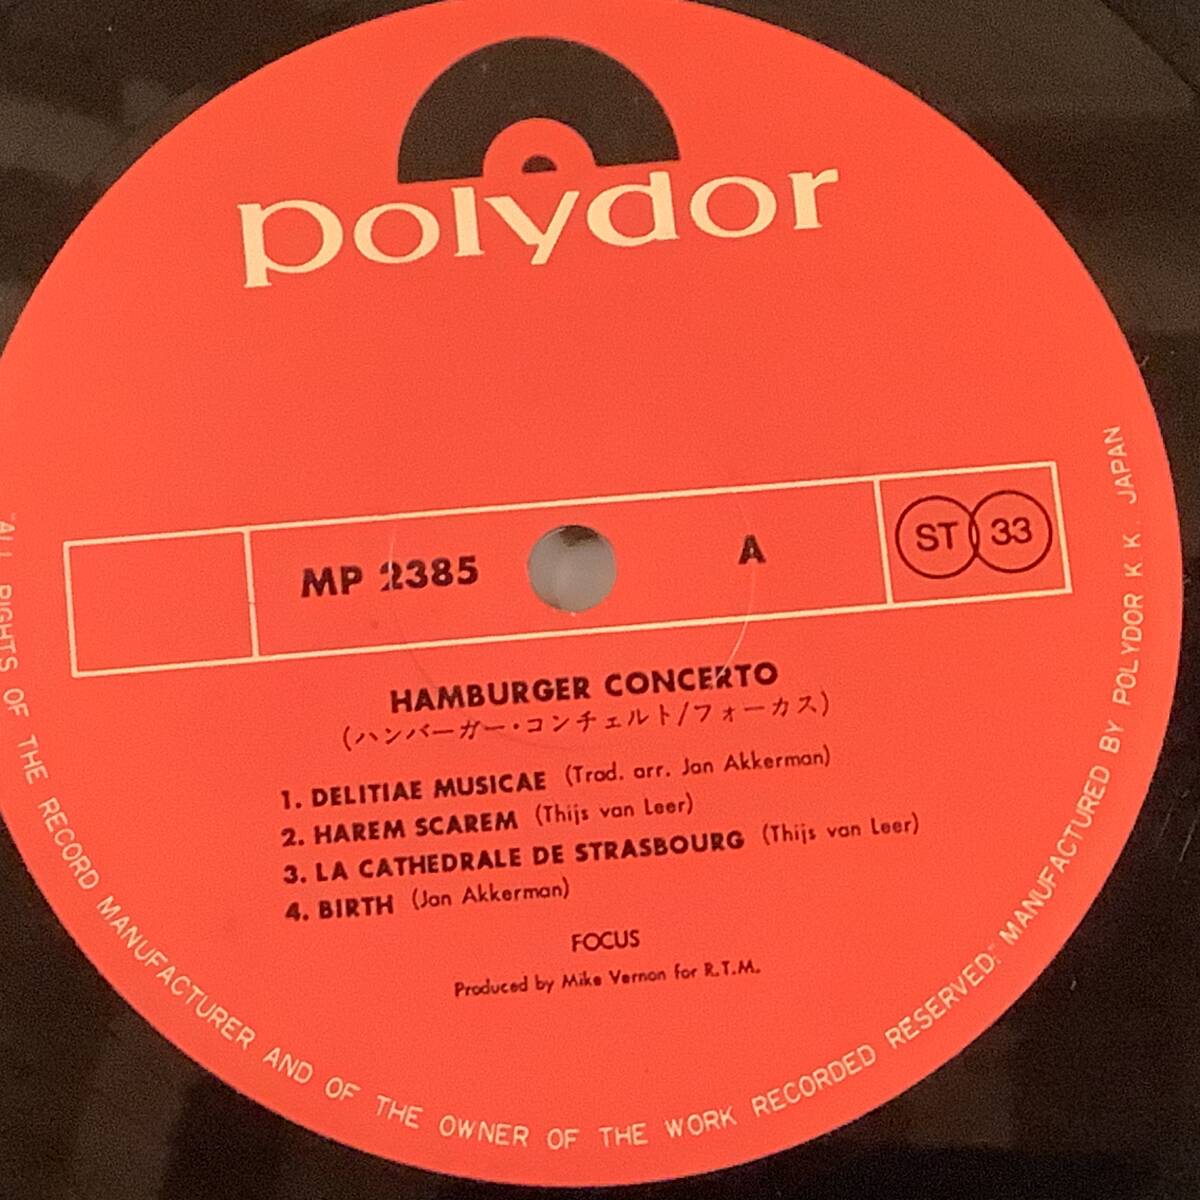 polydor
MP 2385 A ST 33
HAMBURGER CONCERTO
(ハンバーガー・コンチェルト/フォーカス)
1. DELITIAE MUSICAE (Trad. arr. Jan Akkerman)
2. HAREM SCAREM (Thijs van Leer)
3. LA CATHEDRALE DE STRASBOURG (Thijs van Leer)
4. BIRTH (Jan Akkerman)
FOCUS
Produced by Mike Vernon for R.T.M.
"ALL RIGHTS OF THE RECORD MANUFACTURER AND OF THE OWNER OF THE WORK RECORDED RESERVED." MANUFACTURED BY POLYDOR K.K. JAPAN